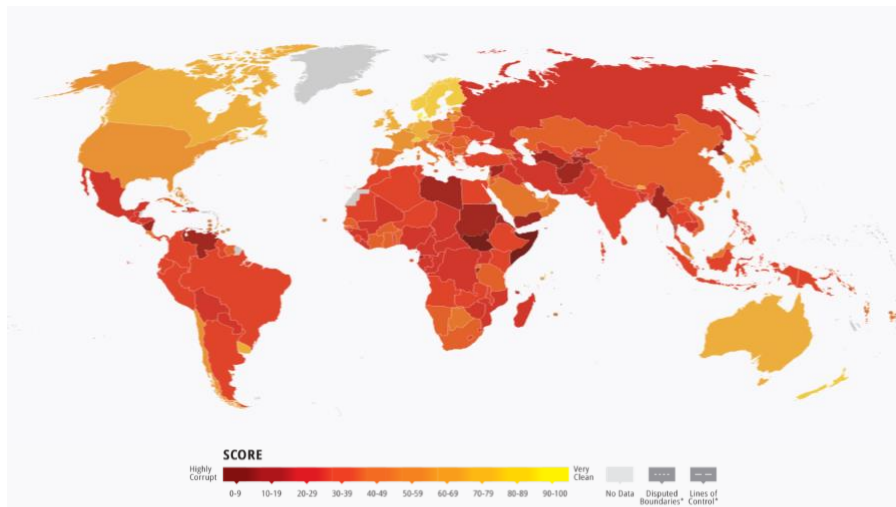 SCORE
Highly Corrupt
Very Clean
0-9 10-19 20-29 30-39 40-49 50-59 60-69 70-79 80-89 90-100
No Data
Disputed Boundaries*
Lines of Control*